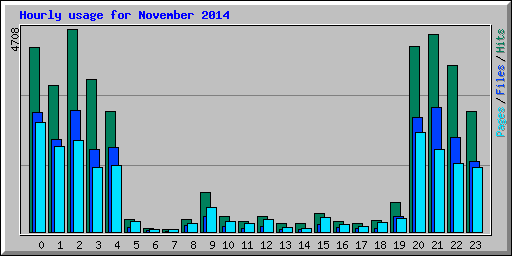 Hourly usage for November 2014
4708
Pages/Files/Hits
0 1 2 3 4 5 6 7 8 9 10 11 12 13 14 15 16 17 18 19 20 21 22 23